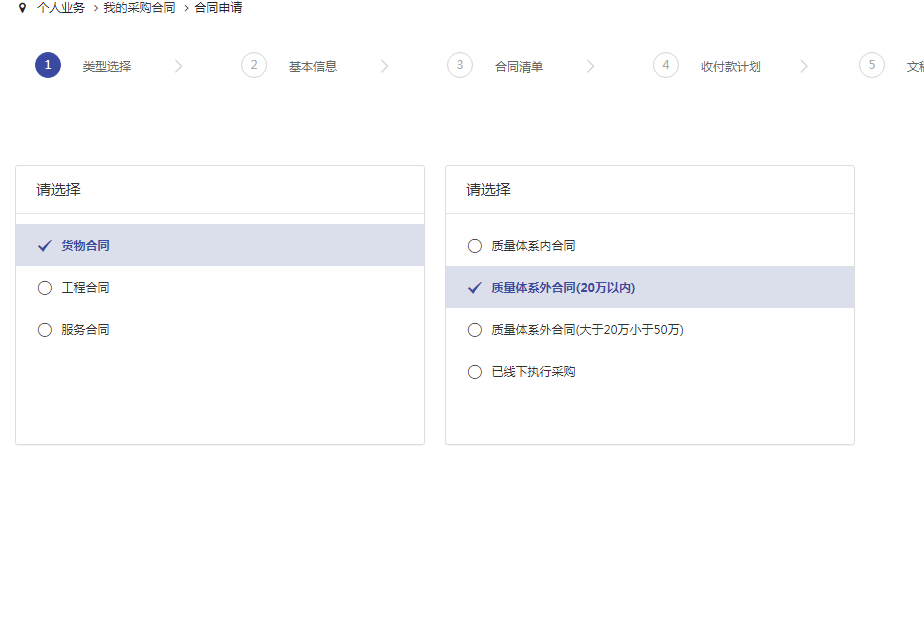 个人业务 > 我的采购合同 > 合同申请
1 类型选择 > 2 基本信息 > 3 合同清单 > 4 收付款计划 > 5 文
请选择
货物合同
工程合同
服务合同
请选择
质量体系内合同
质量体系外合同(20万以内)
质量体系外合同(大于20万小于50万)
已线下执行采购